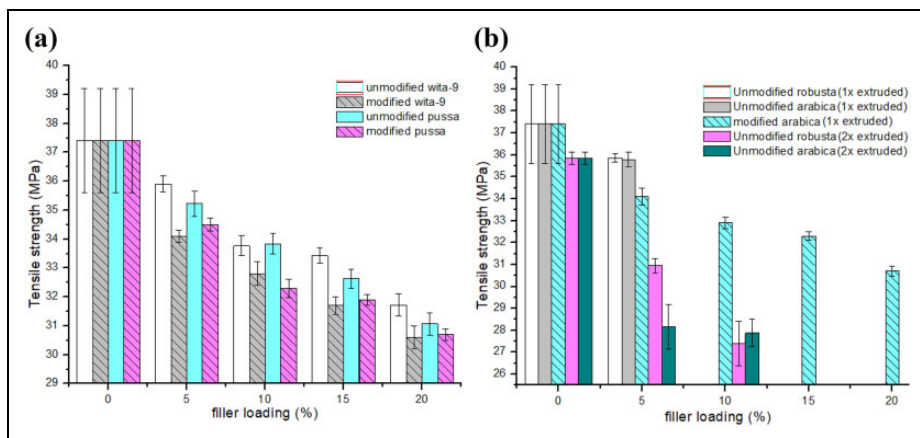 (a)
unmodified wita-9
modified wita-9
unmodified pussa
modified pussa
Tensile strength (MPa)
40
39
38
37
36
35
34
33
32
31
30
29
0 5 10 15 20
filler loading (%)
(b)
Unmodified robusta (1x extruded)
Unmodified arabica (1x extruded)
modified arabica (1x extruded)
Unmodified robusta (2x extruded)
Unmodified arabica (2x extruded)
Tensile strength (MPa)
40
39
38
37
36
35
34
33
32
31
30
29
28
27
26
0 5 10 15 20
filler loading (%)